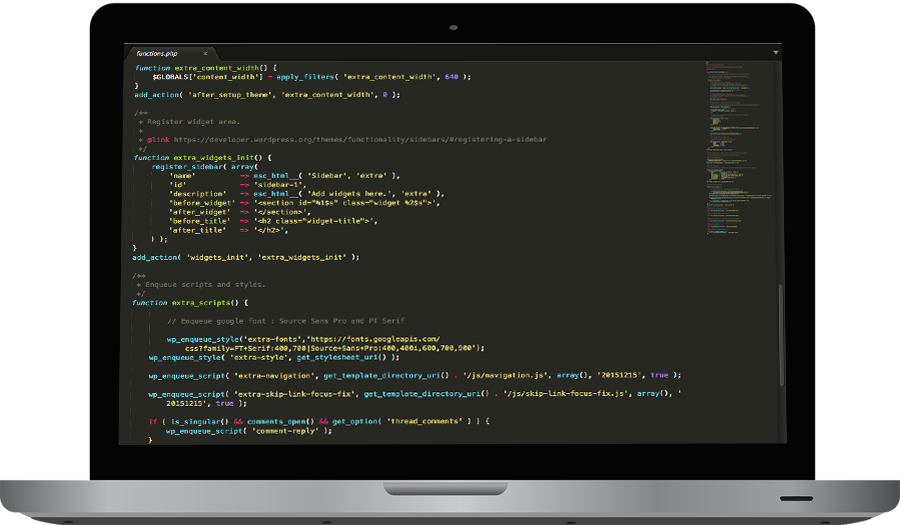 functions.php ×
function extra_content_width() {
$GLOBALS['content_width'] = apply_filters( 'extra_content_width', 640 );
}
add_action( 'after_setup_theme', 'extra_content_width', 0 );
/**
* Register widget area.
*
* @link https://developer.wordpress.org/themes/functionality/sidebars/#registering-a-sidebar
*/
function extra_widgets_init() {
register_sidebar( array(
'name' => esc_html__( 'Sidebar', 'extra' ),
'id' => 'sidebar-1',
'description' => esc_html__( 'Add widgets here.', 'extra' ),
'before_widget' => '<section id="%1$s" class="widget %2$s">',
'after_widget' => '</section>',
'before_title' => '<h2 class="widget-title">',
'after_title' => '</h2>',
) );
}
add_action( 'widgets_init', 'extra_widgets_init' );
/**
* Enqueue scripts and styles.
*/
function extra_scripts() {
// Enqueue google font : Source Sans Pro and PT Serif
wp_enqueue_style('extra-fonts','https://fonts.googleapis.com/
css?family=PT+Serif:400,700|Source+Sans+Pro:400,400i,600,700,900');
wp_enqueue_style( 'extra-style', get_stylesheet_uri() );
wp_enqueue_script( 'extra-navigation', get_template_directory_uri() . '/js/navigation.js', array(), '20151215', true );
wp_enqueue_script( 'extra-skip-link-focus-fix', get_template_directory_uri() . '/js/skip-link-focus-fix.js', array(), '
20151215', true );
if ( is_singular() && comments_open() && get_option( 'thread_comments' ) ) {
wp_enqueue_script( 'comment-reply' );
}